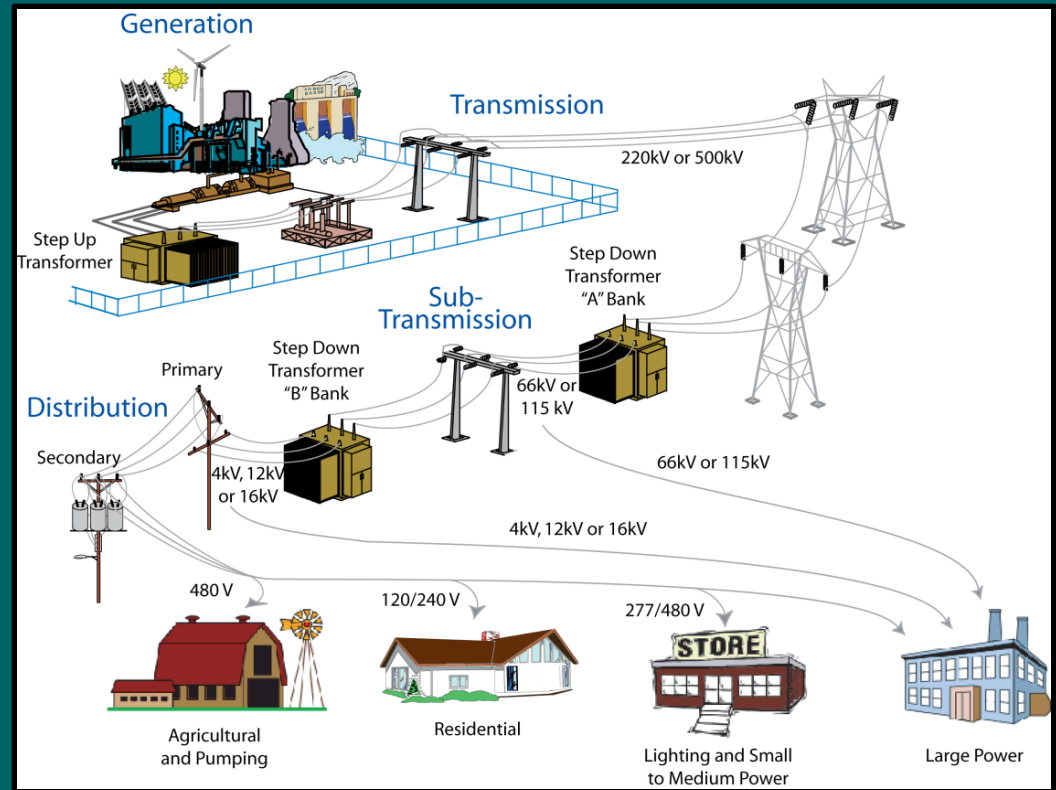 Generation
Transmission
220kV or 500kV
Step Up
Transformer
Step Down
Transformer
“A” Bank
Sub-
Transmission
Step Down
Transformer
“B” Bank
66kV or
115 kV
Primary
Distribution
Secondary
4kV, 12kV
or 16kV
66kV or 115kV
4kV, 12kV or 16kV
480 V
120/240 V
277/480 V
STORE
Agricultural
and Pumping
Residential
Lighting and Small
to Medium Power
Large Power